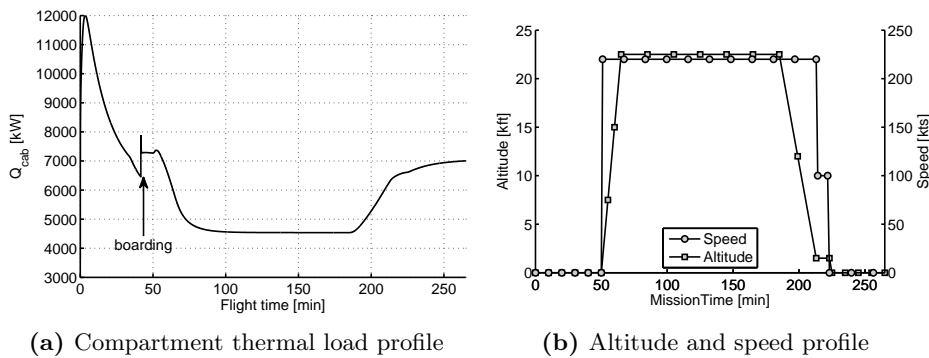 12000
11000
10000
9000
8000
7000
6000
5000
4000
3000
Q_cab [kW]
boarding
0 50 100 150 200 250
Flight time [min]
(a) Compartment thermal load profile
25
20
15
10
5
0
Altitude [kft]
250
200
150
100
50
0
Speed [kts]
Speed
Altitude
0 50 100 150 200 250
MissionTime [min]
(b) Altitude and speed profile